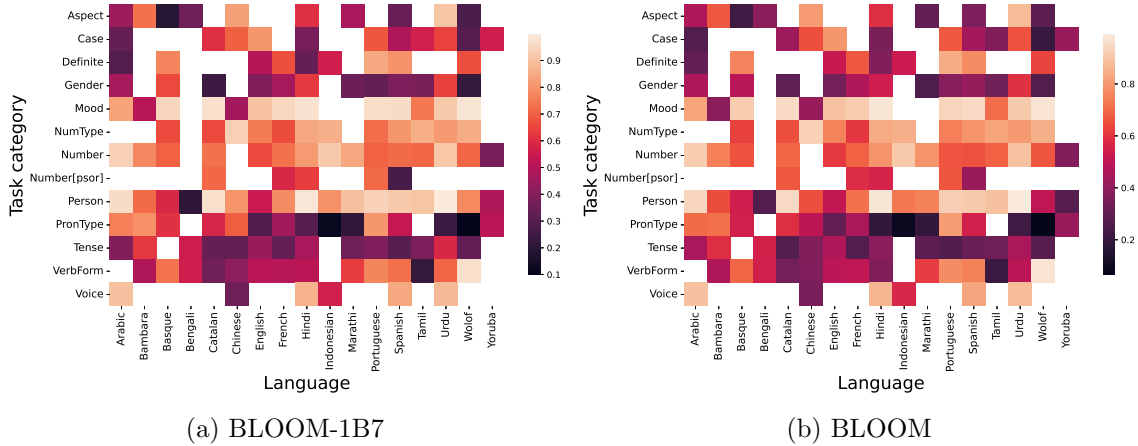 Task category
Aspect
Case
Definite
Gender
Mood
NumType
Number
Number[psor]
Person
PronType
Tense
VerbForm
Voice
Arabic
Bambara
Basque
Bengali
Catalan
Chinese
English
French
Hindi
Indonesian
Marathi
Portuguese
Spanish
Tamil
Urdu
Wolof
Yoruba
Language
0.9
0.8
0.7
0.6
0.5
0.4
0.3
0.2
0.1
(a) BLOOM-1B7
Task category
Aspect
Case
Definite
Gender
Mood
NumType
Number
Number[psor]
Person
PronType
Tense
VerbForm
Voice
Arabic
Bambara
Basque
Bengali
Catalan
Chinese
English
French
Hindi
Indonesian
Marathi
Portuguese
Spanish
Tamil
Urdu
Wolof
Yoruba
Language
0.8
0.6
0.4
0.2
(b) BLOOM